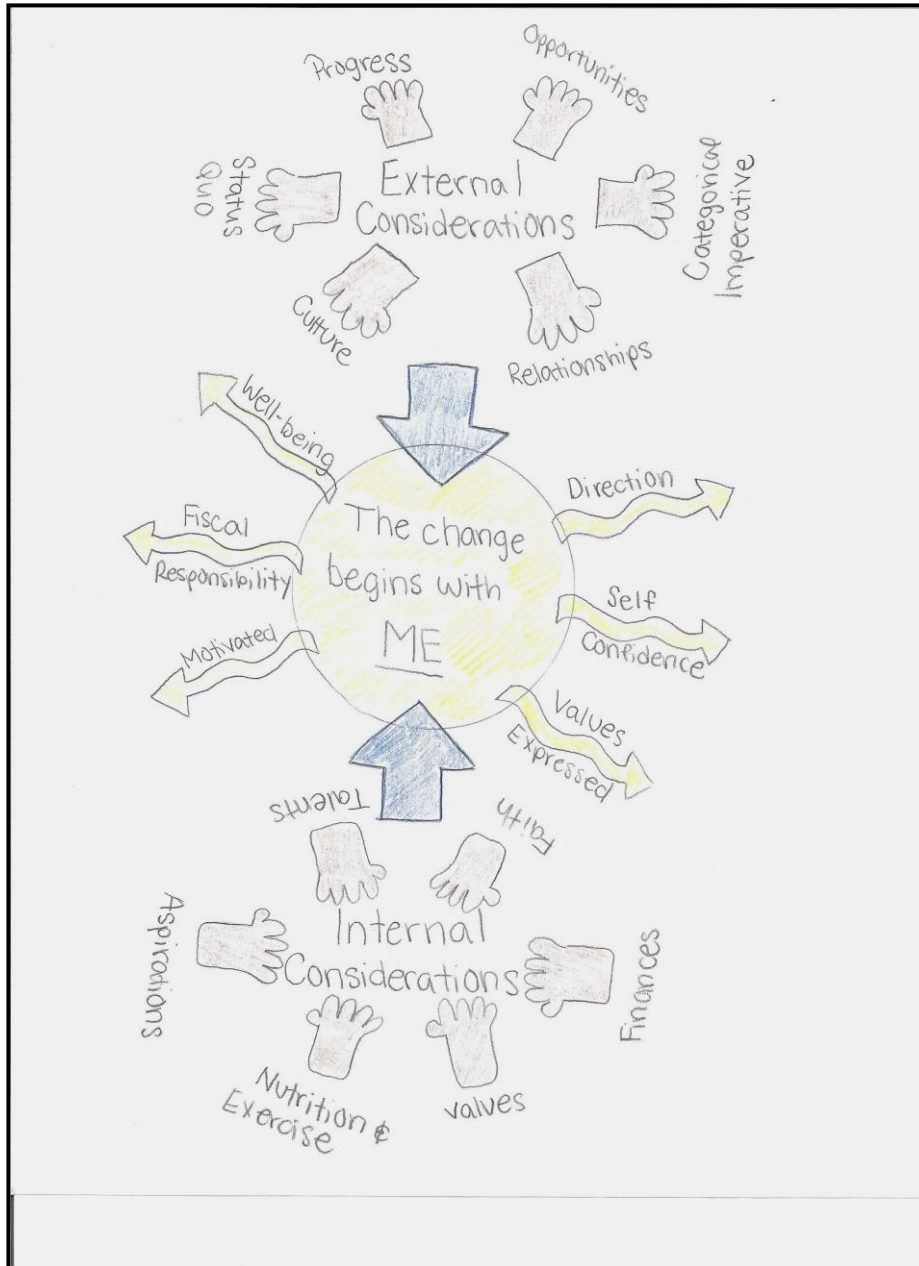 Progress
Opportunities
Status
Quo
External
Considerations
Categorical
Imperative
Culture
Relationships
Well-being
Direction
Fiscal
Responsibility
The change
begins with
ME
Self
Confidence
Motivated
Values
Expressed
Talents
Faith
Aspirations
Internal
Considerations
Finances
Nutrition &
Exercise
values